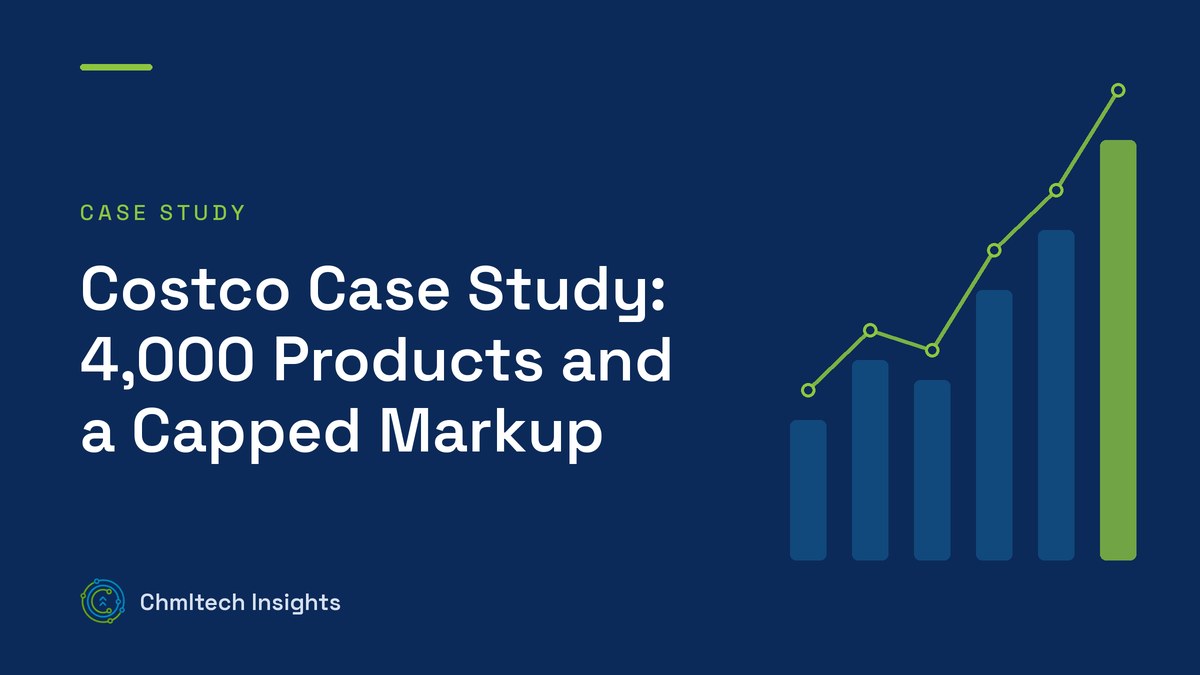 CASE STUDY
Costco Case Study:
4,000 Products and
a Capped Markup
Chmltech Insights